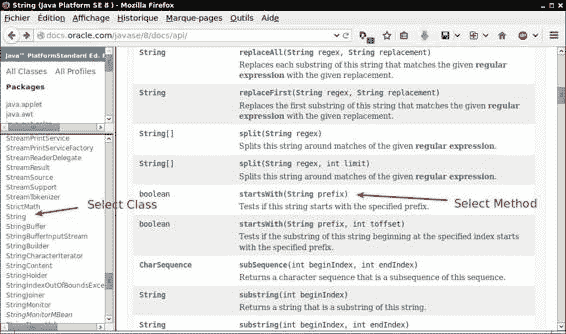 String (Java Platform SE 8 ) - Mozilla Firefox
Fichier Édition Affichage Historique Marque-pages Outils Aide
docs.oracle.com/javase/8/docs/api/
Java™ Platform Standard Ed. 
All Classes All Profiles
Packages
java.applet
java.awt
StreamPrintService
StreamPrintServiceFactory
StreamReaderDelegate
StreamResult
StreamSource
StreamSupport
StreamTokenizer
StrictMath
String
StringBuffer
StringBufferInputStream
StringBuilder
StringCharacterIterator
StringContent
StringHolder
StringIndexOutOfBoundsExce
StringJoiner
StringMonitor
StringMonitorMBean
Select Class
String replaceAll(String regex, String replacement)
Replaces each substring of this string that matches the given regular
expression with the given replacement.
String replaceFirst(String regex, String replacement)
Replaces the first substring of this string that matches the given regular
expression with the given replacement.
String[] split(String regex)
Splits this string around matches of the given regular expression.
String[] split(String regex, int limit)
Splits this string around matches of the given regular expression.
boolean startsWith(String prefix)
Tests if this string starts with the specified prefix.
Select Method
boolean startsWith(String prefix, int toffset)
Tests if the substring of this string beginning at the specified index starts
with the specified prefix.
CharSequence subSequence(int beginIndex, int endIndex)
Returns a character sequence that is a subsequence of this sequence.
String substring(int beginIndex)
Returns a string that is a substring of this string.
String substring(int beginIndex, int endIndex)